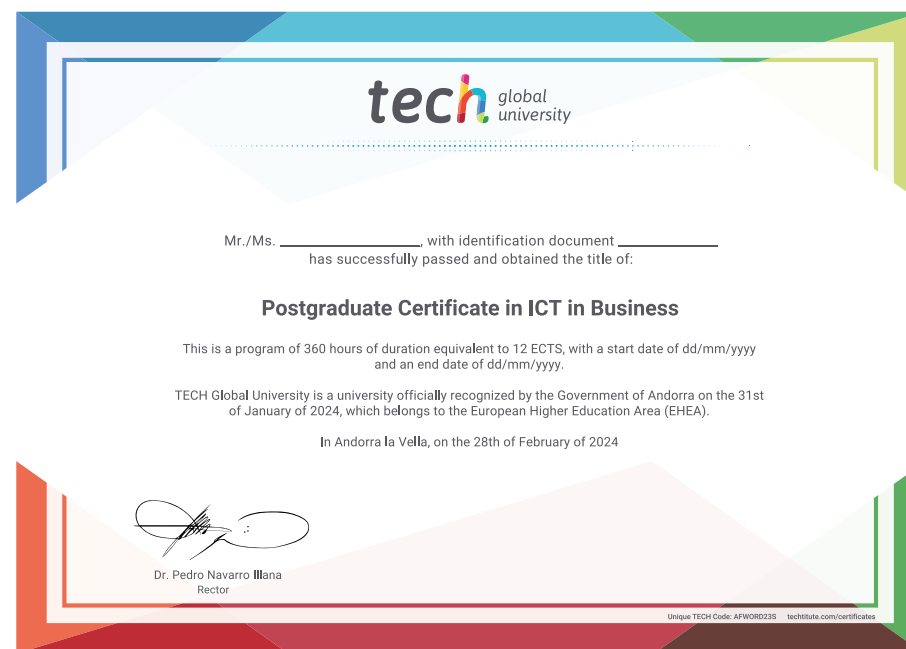 tech global university
Mr./Ms. ____________, with identification document ____________
has successfully passed and obtained the title of:
Postgraduate Certificate in ICT in Business
This is a program of 360 hours of duration equivalent to 12 ECTS, with a start date of dd/mm/yyyy
and an end date of dd/mm/yyyy.
TECH Global University is a university officially recognized by the Government of Andorra on the 31st
of January of 2024, which belongs to the European Higher Education Area (EHEA).
In Andorra la Vella, on the 28th of February of 2024
Dr. Pedro Navarro Illana
Rector
Unique TECH Code: AFWORD23S techtitute.com/certificates